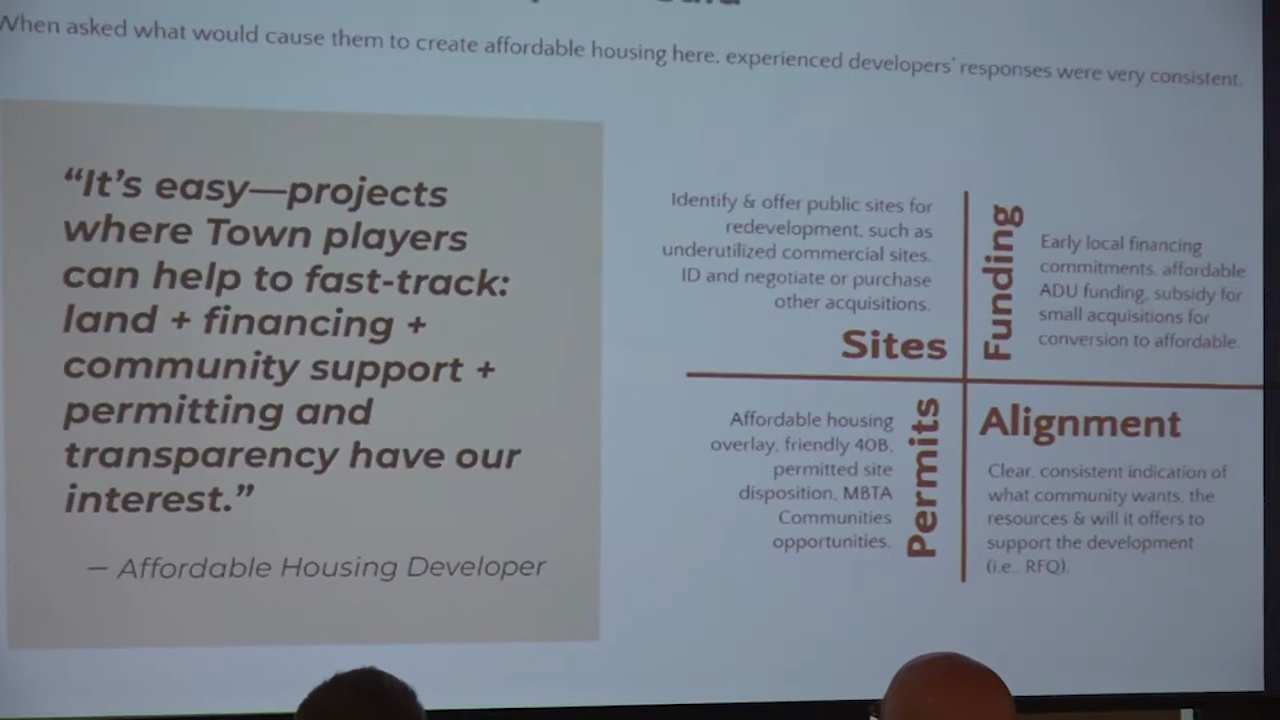 When asked what would cause them to create affordable housing here, experienced developers' responses were very consistent.
“It’s easy—projects
where Town players
can help to fast-track:
land + financing +
community support +
permitting and
transparency have our
interest.”
— Affordable Housing Developer
Identify & offer public sites for
redevelopment, such as
underutilized commercial sites.
ID and negotiate or purchase
other acquisitions.
Sites
Funding
Early local financing
commitments, affordable
ADU funding, subsidy for
small acquisitions for
conversion to affordable.
Affordable housing
overlay, friendly 40B,
permitted site
disposition, MBTA
Communities
opportunities.
Permits
Alignment
Clear, consistent indication of
what community wants, the
resources & will it offers to
support the development
(i.e., RFQ).